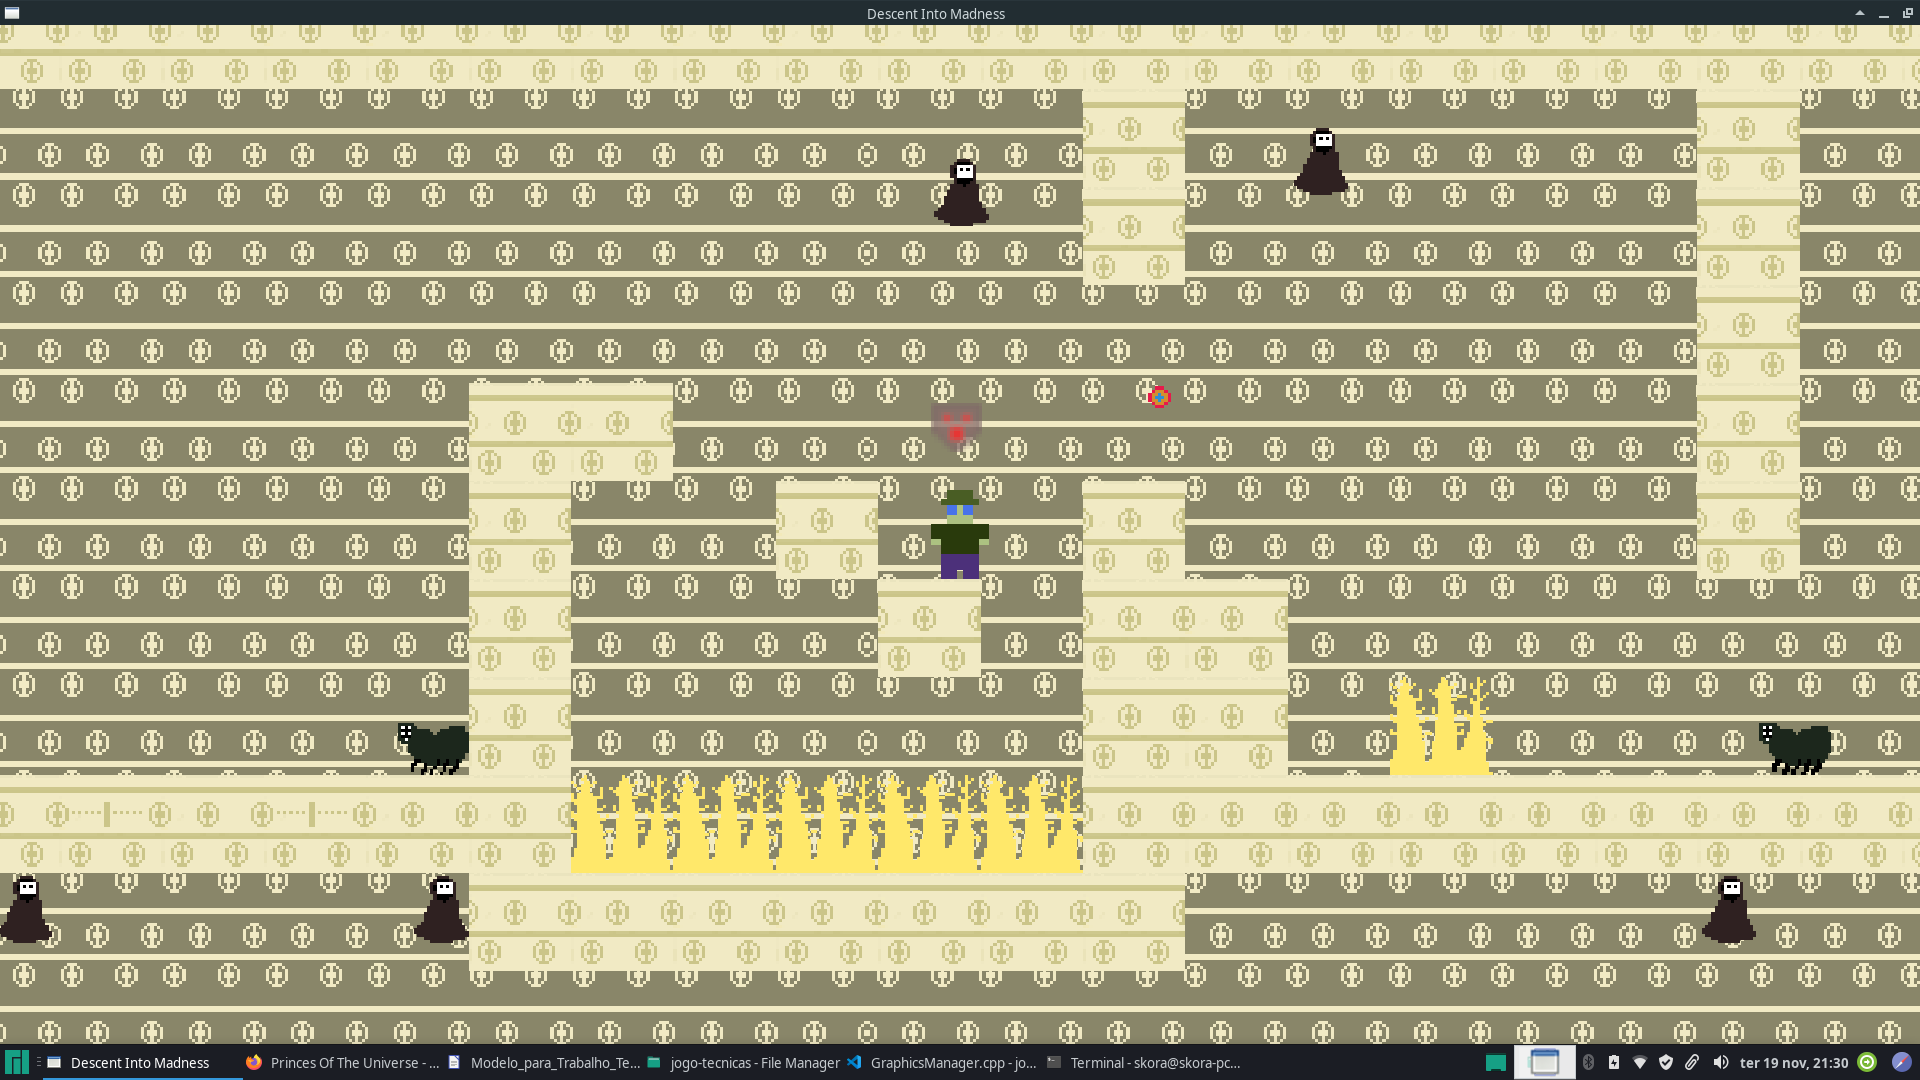 Descent Into Madness
Descent Into Madness
Princes Of The Universe - ...
Modelo_para_Trabalho_Te...
jogo-tecnicas - File Manager
GraphicsManager.cpp - jo...
Terminal - skora@skora-pc...
ter 19 nov, 21:30